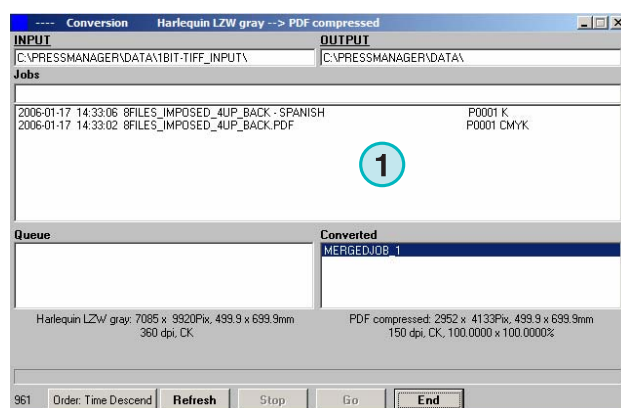 ---- Conversion Harlequin LZW gray --> PDF compressed
INPUT OUTPUT
C:\PRESSMANAGER\DATA\1BIT-TIFF_INPUT\ C:\PRESSMANAGER\DATA\
Jobs
2006-01-17 14:33:06 8FILES_IMPOSED_4UP_BACK - SPANISH P0001 K
2006-01-17 14:33:02 8FILES_IMPOSED_4UP_BACK.PDF P0001 CMYK
1
Queue Converted
MERGEDJOB_1
Harlequin LZW gray: 7085 x 9920Pix, 499.9 x 699.9mm PDF compressed: 2952 x 4133Pix, 499.9 x 699.9mm
360 dpi, CK 150 dpi, CK, 100.0000 x 100.0000%
961 Order: Time Descend Refresh Stop Go End